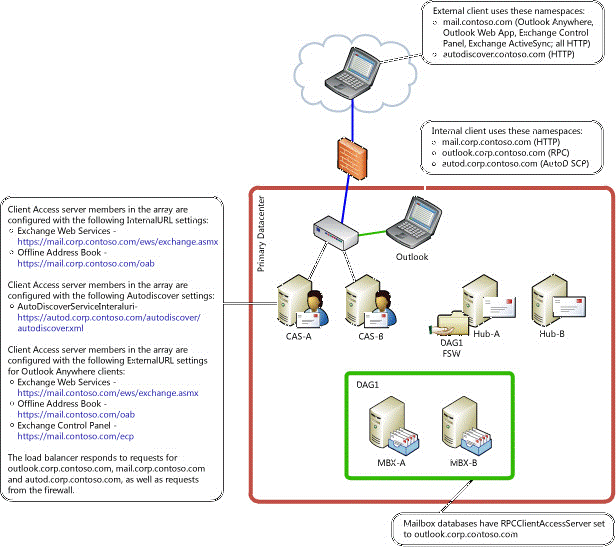 External client uses these namespaces:
mail.contoso.com (Outlook Anywhere,
Outlook Web App, Exchange Control
Panel, Exchange ActiveSync; all HTTP)
autodiscover.contoso.com (HTTP)
Internal client uses these namespaces:
mail.corp.contoso.com (HTTP)
outlook.corp.contoso.com (RPC)
autod.corp.contoso.com (AutoD SCP)
Client Access server members in the array are
configured with the following InternalURL settings:
Exchange Web Services -
https://mail.corp.contoso.com/ews/exchange.asmx
Offline Address Book -
https://mail.corp.contoso.com/oab
Client Access server members in the array are
configured with the following Autodiscover settings:
AutoDiscoverServiceInteraluri-
https://autod.corp.contoso.com/autodiscover/
autodiscover.xml
Client Access server members in the array are
configured with the following ExternalURL settings
for Outlook Anywhere clients:
Exchange Web Services -
https://mail.contoso.com/ews/exchange.asmx
Offline Address Book -
https://mail.contoso.com/oab
Exchange Control Panel -
https://mail.contoso.com/ecp
The load balancer responds to requests for
outlook.corp.contoso.com, mail.corp.contoso.com
and autod.corp.contoso.com, as well as requests
from the firewall.
Primary Datacenter
Outlook
CAS-A
CAS-B
DAG1
FSW
Hub-A
Hub-B
DAG1
MBX-A
MBX-B
Mailbox databases have RPCClientAccessServer set
to outlook.corp.contoso.com